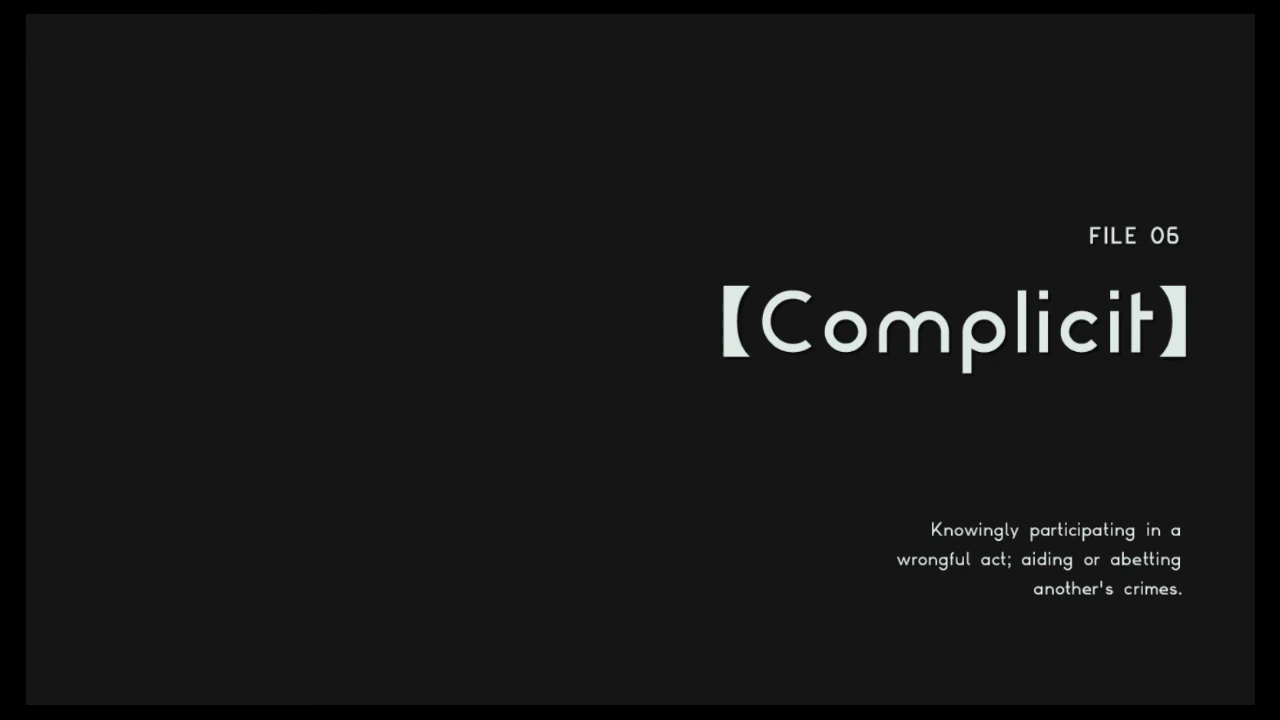 FILE 06
【Complicit】
Knowingly participating in a
wrongful act; aiding or abetting
another's crimes.